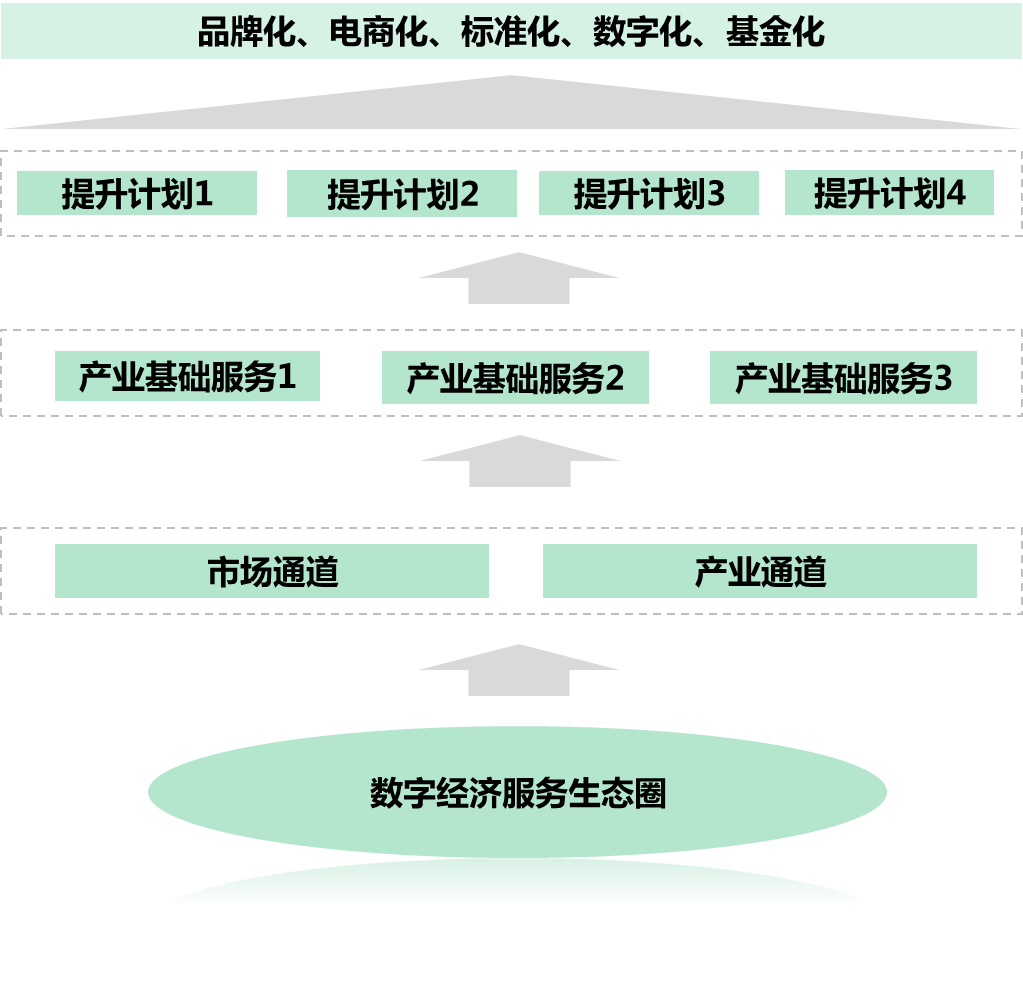 品牌化、电商化、标准化、数字化、基金化
提升计划1
提升计划2
提升计划3
提升计划4
产业基础服务1
产业基础服务2
产业基础服务3
市场通道
产业通道
数字经济服务生态圈